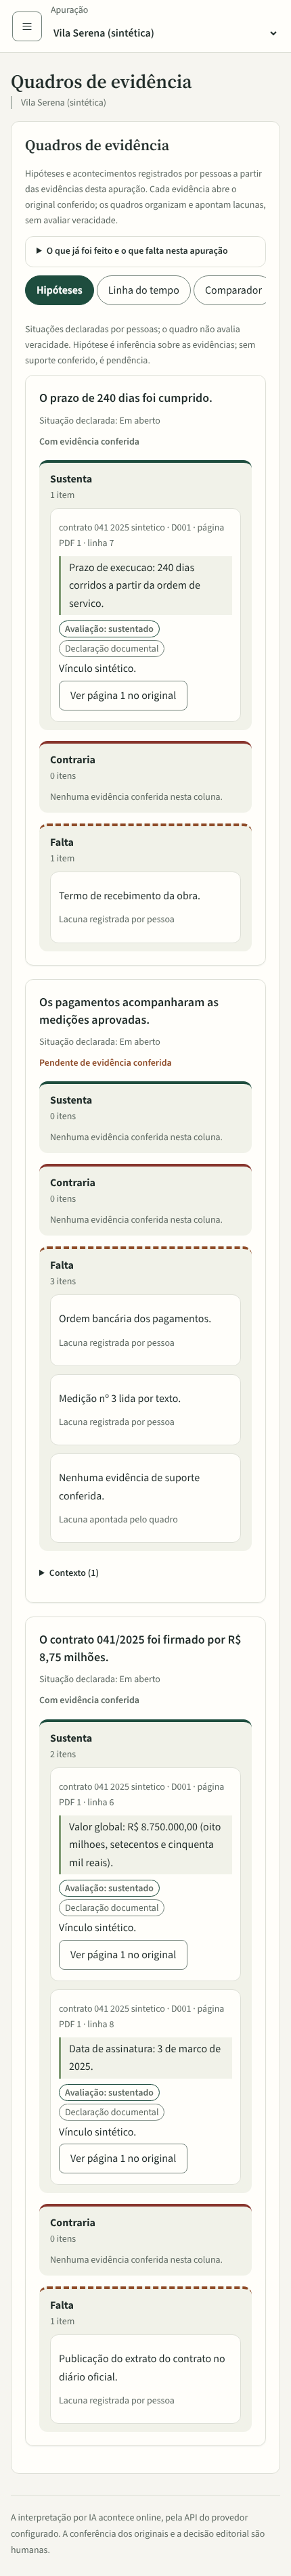 Apuração
☰
Vila Serena (sintética)
Quadros de evidência
Vila Serena (sintética)
Quadros de evidência
Hipóteses e acontecimentos registrados por pessoas a partir
das evidências desta apuração. Cada evidência abre o
original conferido; os quadros organizam e apontam lacunas,
sem avaliar veracidade.
▶ O que já foi feito e o que falta nesta apuração
Hipóteses
Linha do tempo
Comparador
Situações declaradas por pessoas; o quadro não avalia
veracidade. Hipótese é inferência sobre as evidências; sem
suporte conferido, é pendência.
O prazo de 240 dias foi cumprido.
Situação declarada: Em aberto
Com evidência conferida
Sustenta
1 item
contrato 041 2025 sintetico · D001 · página
PDF 1 · linha 7
Prazo de execucao: 240 dias
corridos a partir da ordem de
servico.
Avaliação: sustentado
Declaração documental
Vínculo sintético.
Ver página 1 no original
Contraria
0 itens
Nenhuma evidência conferida nesta coluna.
Falta
1 item
Termo de recebimento da obra.
Lacuna registrada por pessoa
Os pagamentos acompanharam as
medições aprovadas.
Situação declarada: Em aberto
Pendente de evidência conferida
Sustenta
0 itens
Nenhuma evidência conferida nesta coluna.
Contraria
0 itens
Nenhuma evidência conferida nesta coluna.
Falta
3 itens
Ordem bancária dos pagamentos.
Lacuna registrada por pessoa
Medição nº 3 lida por texto.
Lacuna registrada por pessoa
Nenhuma evidência de suporte
conferida.
Lacuna apontada pelo quadro
▶ Contexto (1)
O contrato 041/2025 foi firmado por R$
8,75 milhões.
Situação declarada: Em aberto
Com evidência conferida
Sustenta
2 itens
contrato 041 2025 sintetico · D001 · página
PDF 1 · linha 6
Valor global: R$ 8.750.000,00 (oito
milhoes, setecentos e cinquenta
mil reais).
Avaliação: sustentado
Declaração documental
Vínculo sintético.
Ver página 1 no original
contrato 041 2025 sintetico · D001 · página
PDF 1 · linha 8
Data de assinatura: 3 de marco de
2025.
Avaliação: sustentado
Declaração documental
Vínculo sintético.
Ver página 1 no original
Contraria
0 itens
Nenhuma evidência conferida nesta coluna.
Falta
1 item
Publicação do extrato do contrato no
diário oficial.
Lacuna registrada por pessoa
A interpretação por IA acontece online, pela API do provedor
configurado. A conferência dos originais e a decisão editorial são
humanas.